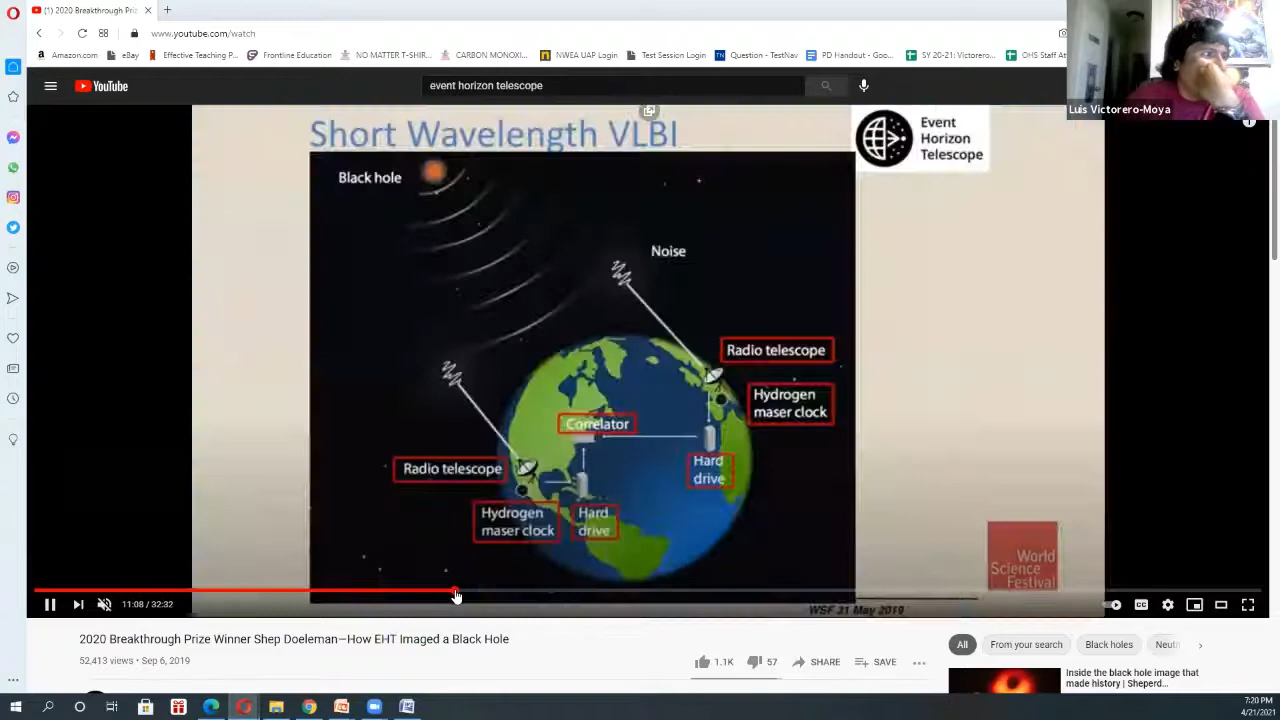 (1) 2020 Breakthrough Priz
www.youtube.com/watch
Amazon.com
eBay
Effective Teaching P...
Frontline Education
NO MATTER T-SHIR...
CARBON MONOXI...
NWEA UAP Login
Test Session Login
Question - TestNav
PD Handout - Goo...
SY 20-21: Victorero...
OHS Staff At
Luis Victorero-Moya
YouTube
event horizon telescope
Short Wavelength VLBI
Event
Horizon
Telescope
Black hole
Noise
Radio telescope
Hydrogen
maser clock
Correlator
Hard
drive
Radio telescope
Hydrogen
maser clock
Hard
drive
World
Science
Festival
WSF 31 May 2019
11:08 / 32:32
2020 Breakthrough Prize Winner Shep Doeleman—How EHT Imaged a Black Hole
52,413 views • Sep 6, 2019
1.1K
57
SHARE
SAVE
All
From your search
Black holes
Neut
Inside the black hole image that
made history | Sheperd...
7:20 PM
4/21/2021